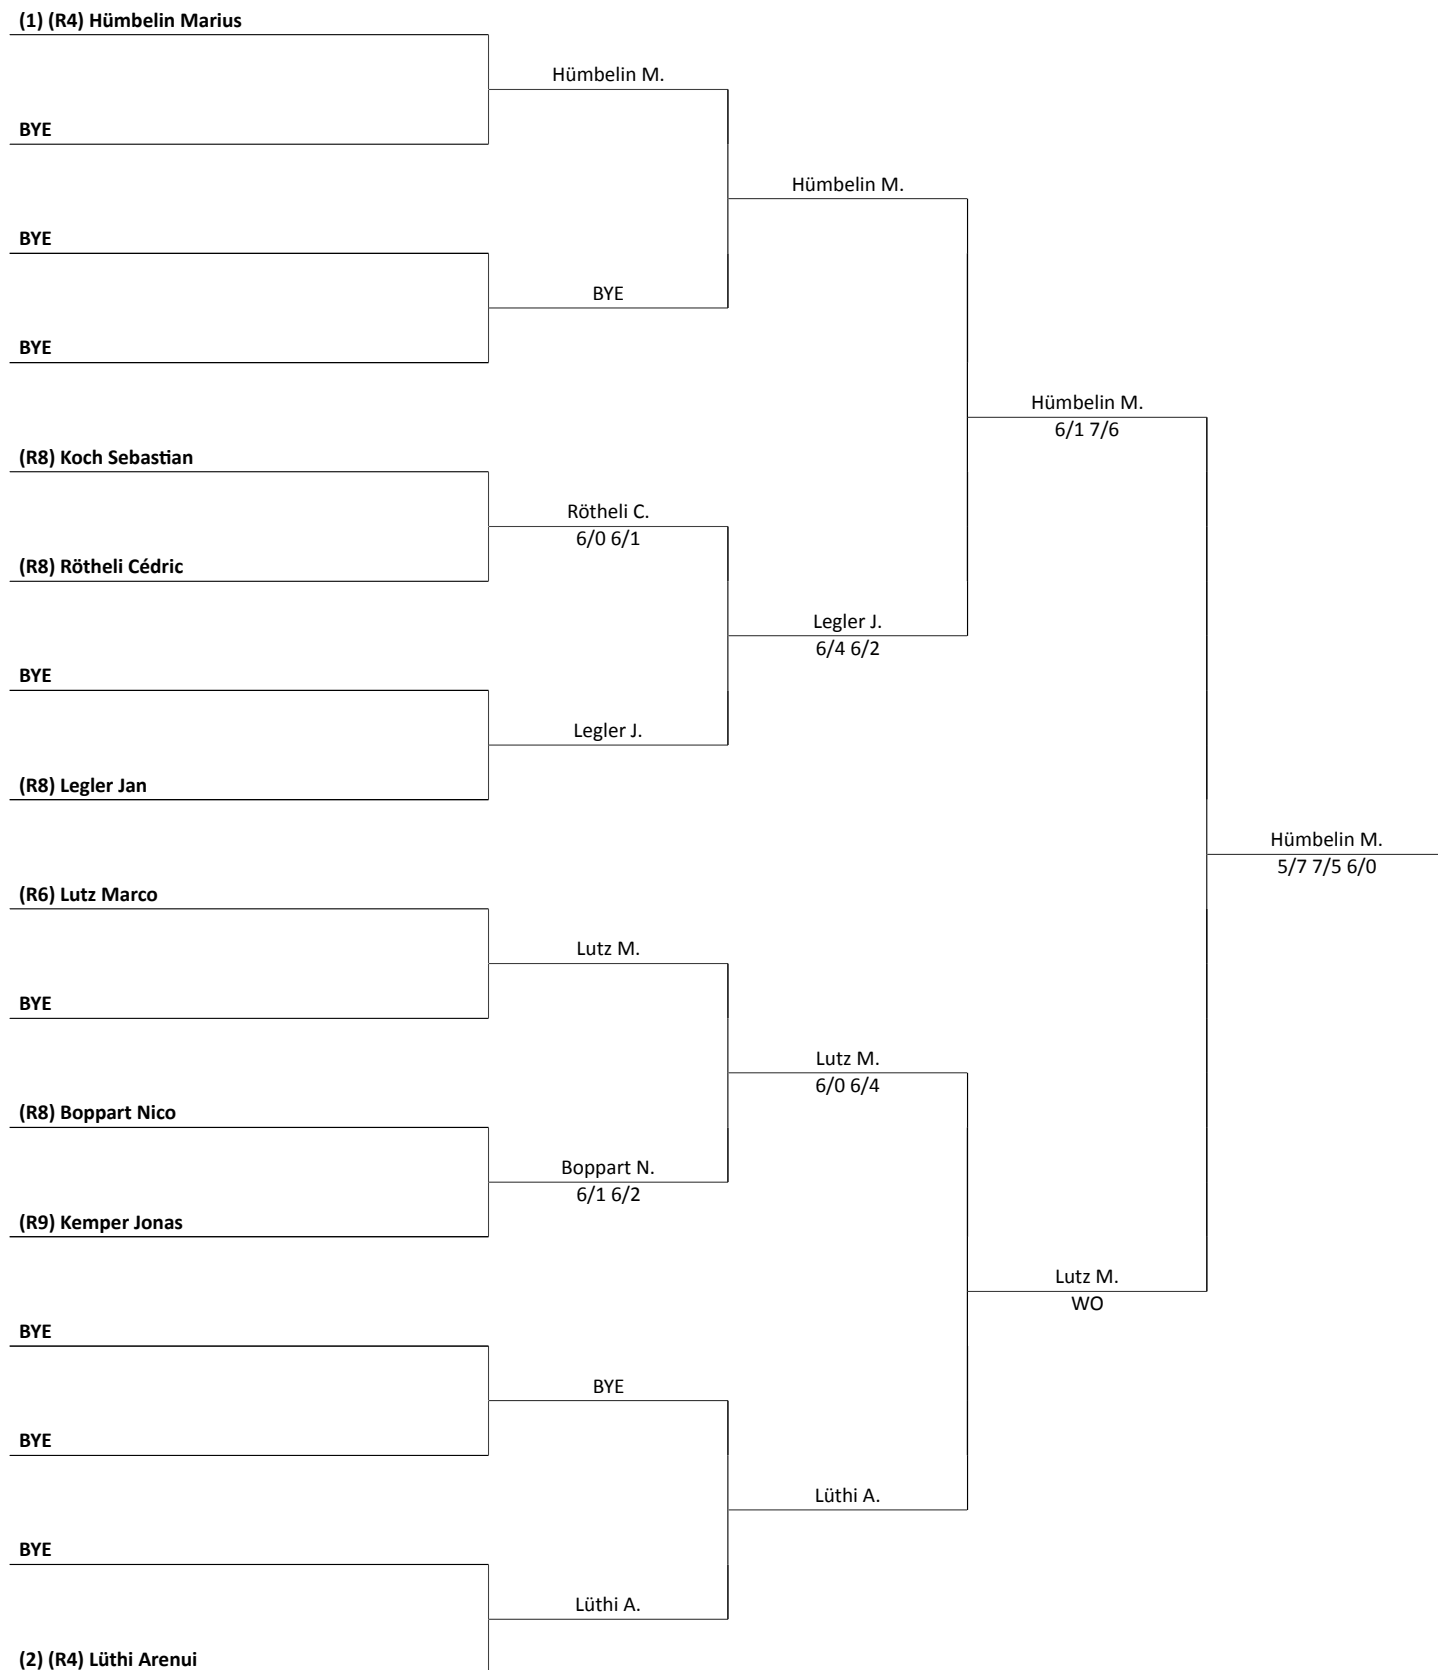 (1) (R4) Hümbelin Marius
Hümbelin M.
BYE
Hümbelin M.
BYE
BYE
BYE
Hümbelin M.
6/1 7/6
(R8) Koch Sebastian
Rötheli C.
6/0 6/1
(R8) Rötheli Cédric
Legler J.
6/4 6/2
BYE
Legler J.
(R8) Legler Jan
Hümbelin M.
5/7 7/5 6/0
(R6) Lutz Marco
Lutz M.
BYE
Lutz M.
6/0 6/4
(R8) Boppart Nico
Boppart N.
6/1 6/2
(R9) Kemper Jonas
Lutz M.
WO
BYE
BYE
BYE
Lüthi A.
BYE
Lüthi A.
(2) (R4) Lüthi Arenui